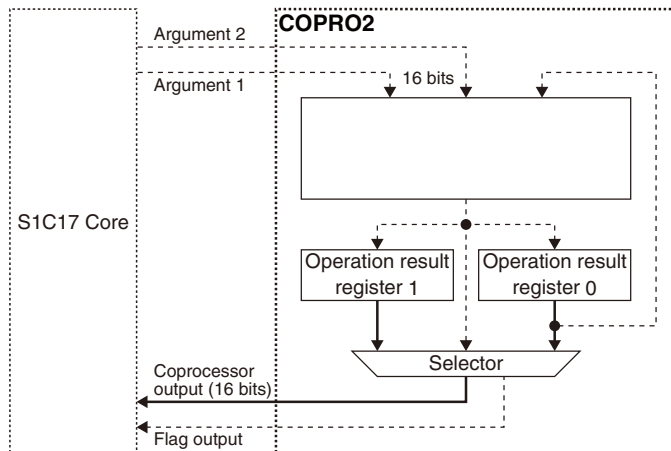 COPRO2
Argument 2
Argument 1
16 bits
S1C17 Core
Operation result
register 1
Operation result
register 0
Selector
Coprocessor
output (16 bits)
Flag output